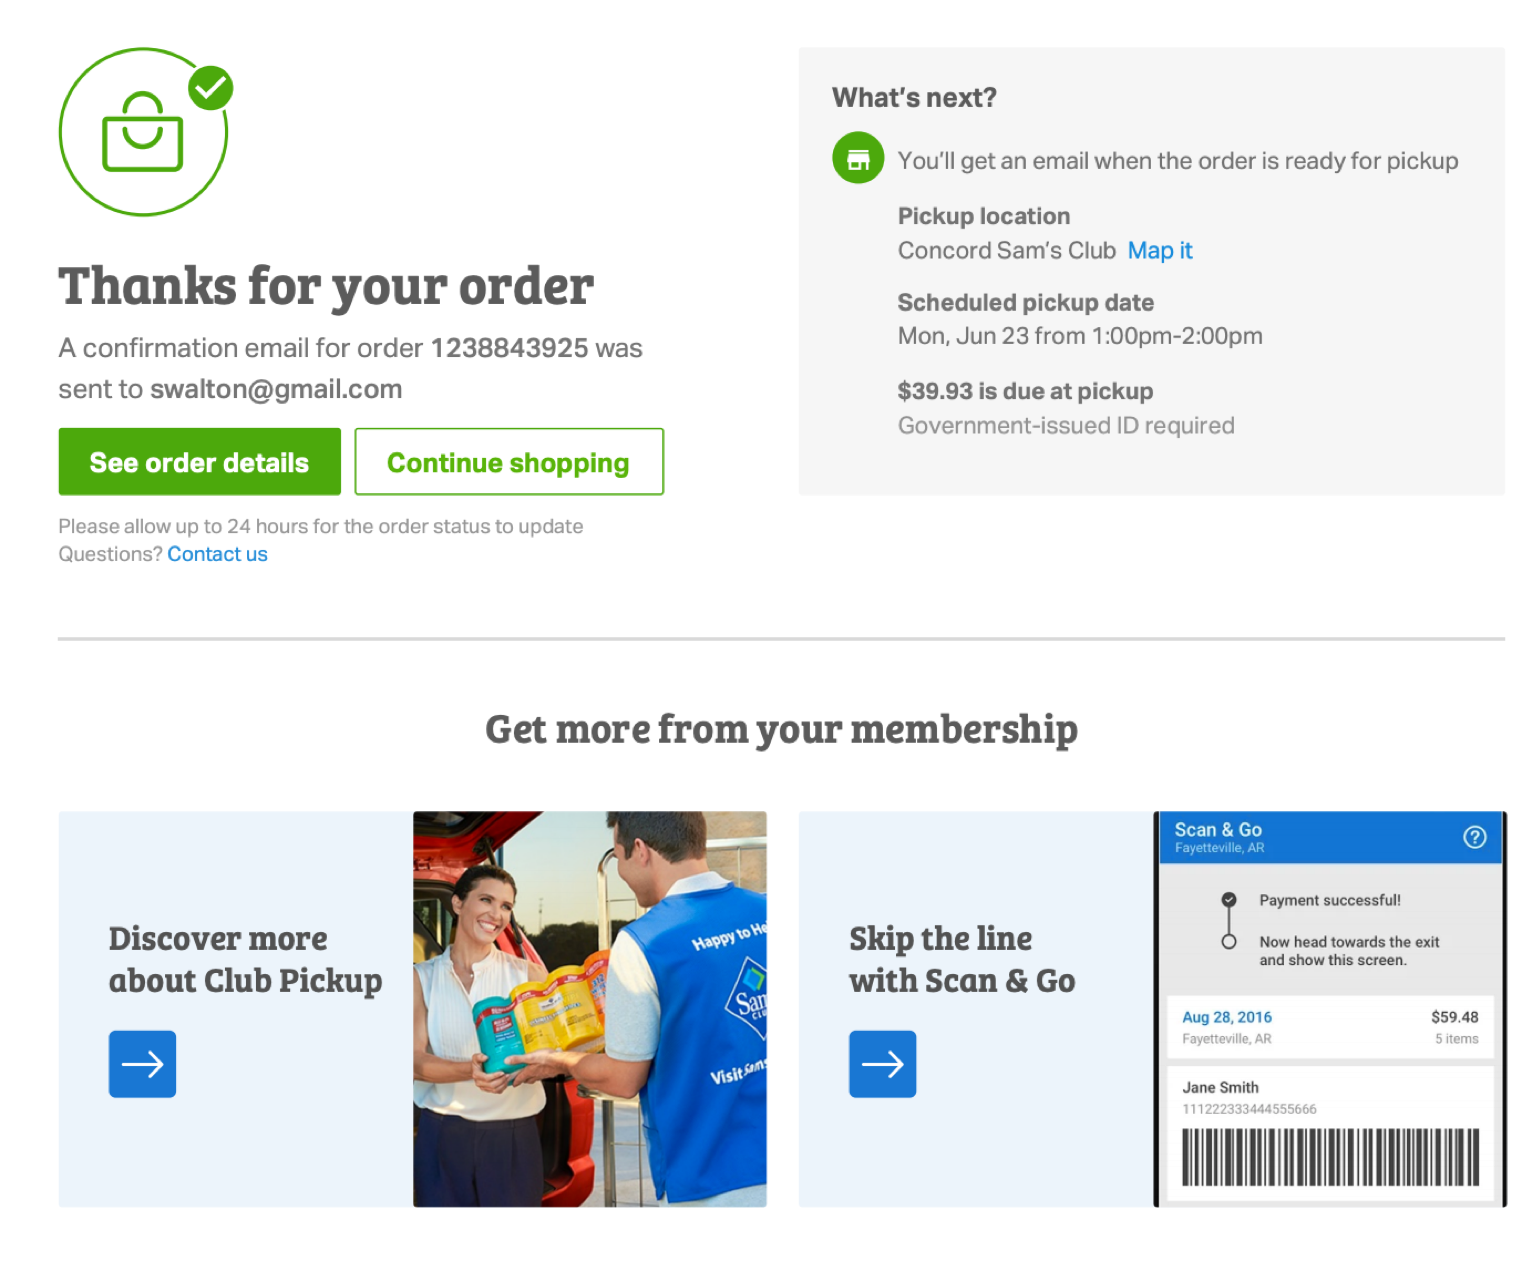 Thanks for your order
A confirmation email for order 1238843925 was
sent to swalton@gmail.com
See order details
Continue shopping
Please allow up to 24 hours for the order status to update
Questions? Contact us
What's next?
You'll get an email when the order is ready for pickup
Pickup location
Concord Sam's Club Map it
Scheduled pickup date
Mon, Jun 23 from 1:00pm-2:00pm
$39.93 is due at pickup
Government-issued ID required
Get more from your membership
Discover more
about Club Pickup
Happy to He
Sam
CLU
Visit Sams
Skip the line
with Scan & Go
Scan & Go
Fayetteville, AR
Payment successful!
Now head towards the exit
and show this screen.
Aug 28, 2016 $59.48
Fayetteville, AR 5 items
Jane Smith
111222333444555666